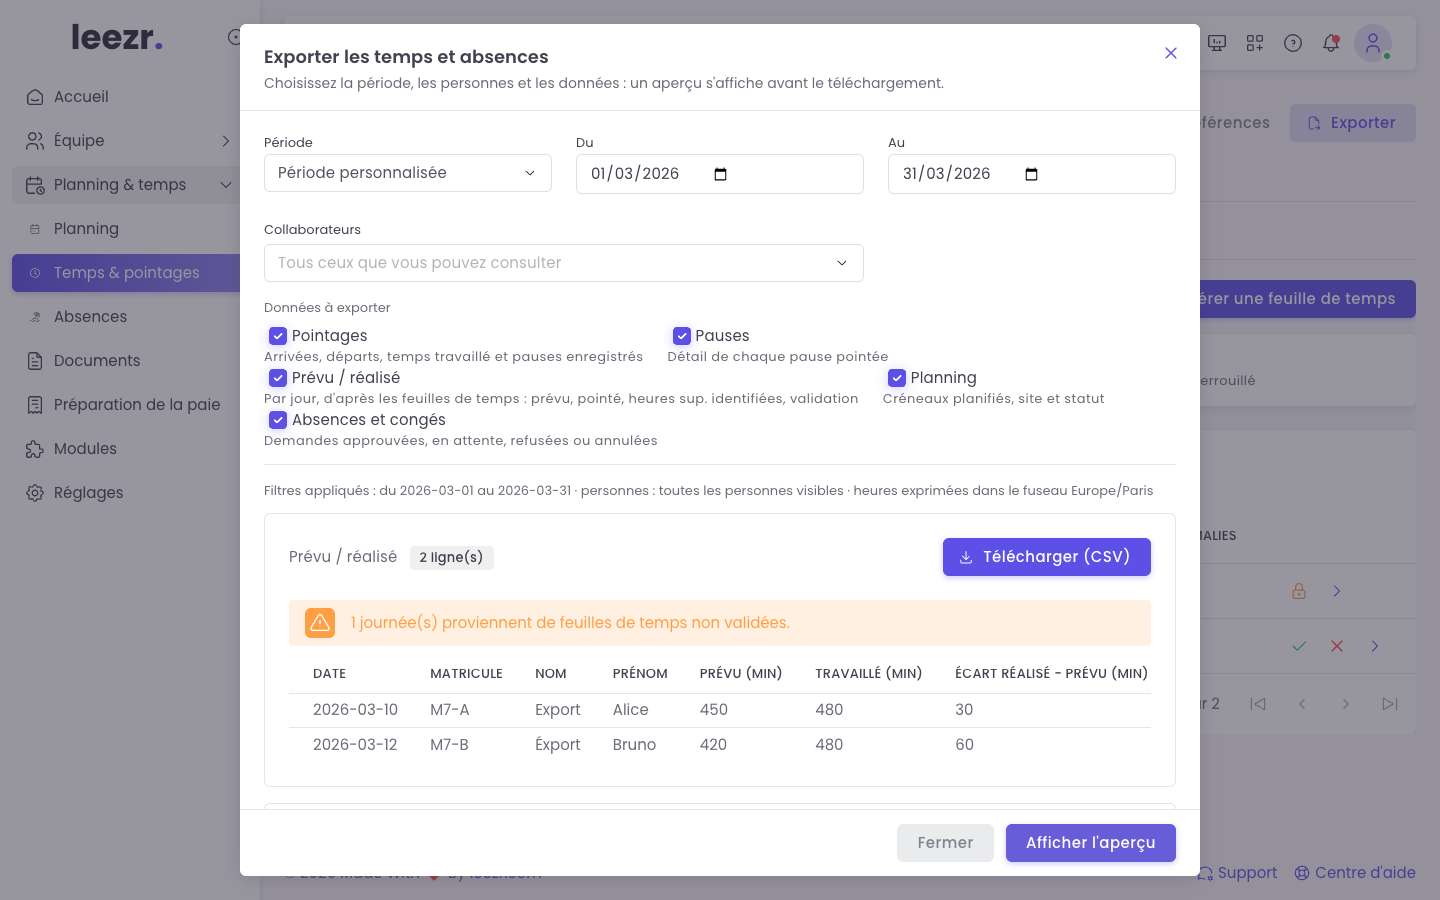 leezr.
Accueil
Équipe
Planning & temps
Planning
Temps & pointages
Absences
Documents
Préparation de la paie
Modules
Réglages
Exporter les temps et absences
Choisissez la période, les personnes et les données : un aperçu s'affiche avant le téléchargement.
Période
Du
Au
Période personnalisée
01/03/2026
31/03/2026
Collaborateurs
Tous ceux que vous pouvez consulter
Données à exporter
Pointages
Pauses
Arrivées, départs, temps travaillé et pauses enregistrés
Détail de chaque pause pointée
Prévu / réalisé
Planning
Par jour, d'après les feuilles de temps : prévu, pointé, heures sup. identifiées, validation
Créneaux planifiés, site et statut
Absences et congés
Demandes approuvées, en attente, refusées ou annulées
Filtres appliqués : du 2026-03-01 au 2026-03-31 · personnes : toutes les personnes visibles · heures exprimées dans le fuseau Europe/Paris
Prévu / réalisé
2 ligne(s)
Télécharger (CSV)
1 journée(s) proviennent de feuilles de temps non validées.
DATE MATRICULE NOM PRÉNOM PRÉVU (MIN) TRAVAILLÉ (MIN) ÉCART RÉALISÉ - PRÉVU (MIN)
2026-03-10 M7-A Export Alice 450 480 30
2026-03-12 M7-B Éxport Bruno 420 480 60
Fermer
Afficher l'aperçu
férences
Exporter
érer une feuille de temps
errouillé
MALIES
r 2
Support
Centre d'aide